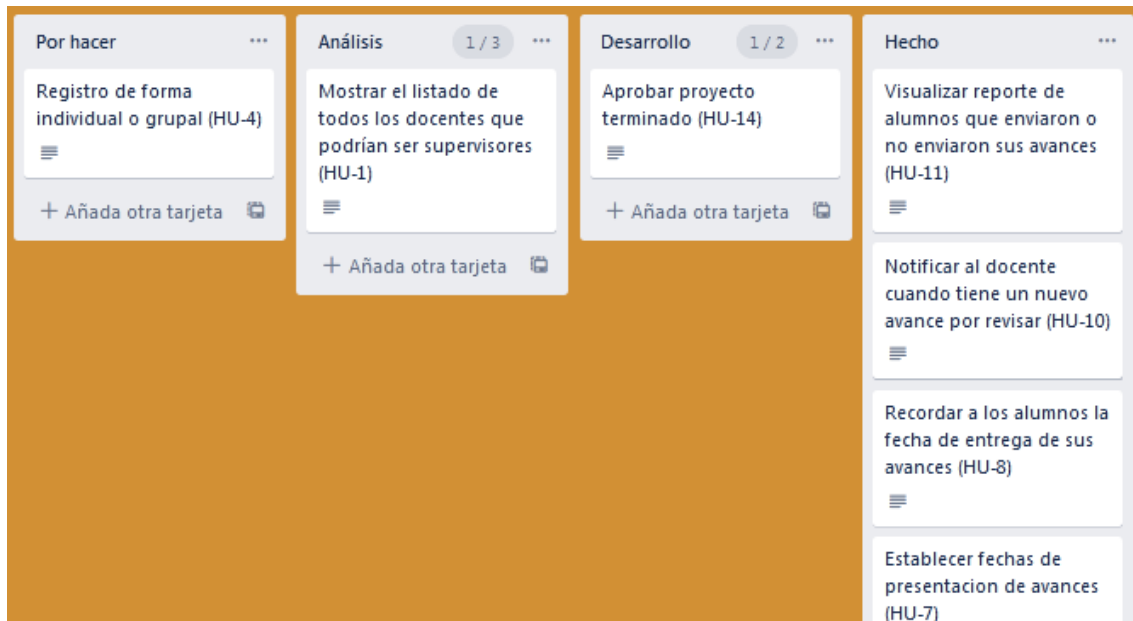 Por hacer
Registro de forma
individual o grupal (HU-4)
+ Añada otra tarjeta
Análisis
1 / 3
Mostrar el listado de
todos los docentes que
podrían ser supervisores
(HU-1)
+ Añada otra tarjeta
Desarrollo
1 / 2
Aprobar proyecto
terminado (HU-14)
+ Añada otra tarjeta
Hecho
Visualizar reporte de
alumnos que enviaron o
no enviaron sus avances
(HU-11)
Notificar al docente
cuando tiene un nuevo
avance por revisar (HU-10)
Recordar a los alumnos la
fecha de entrega de sus
avances (HU-8)
Establecer fechas de
presentacion de avances
(HU-7)